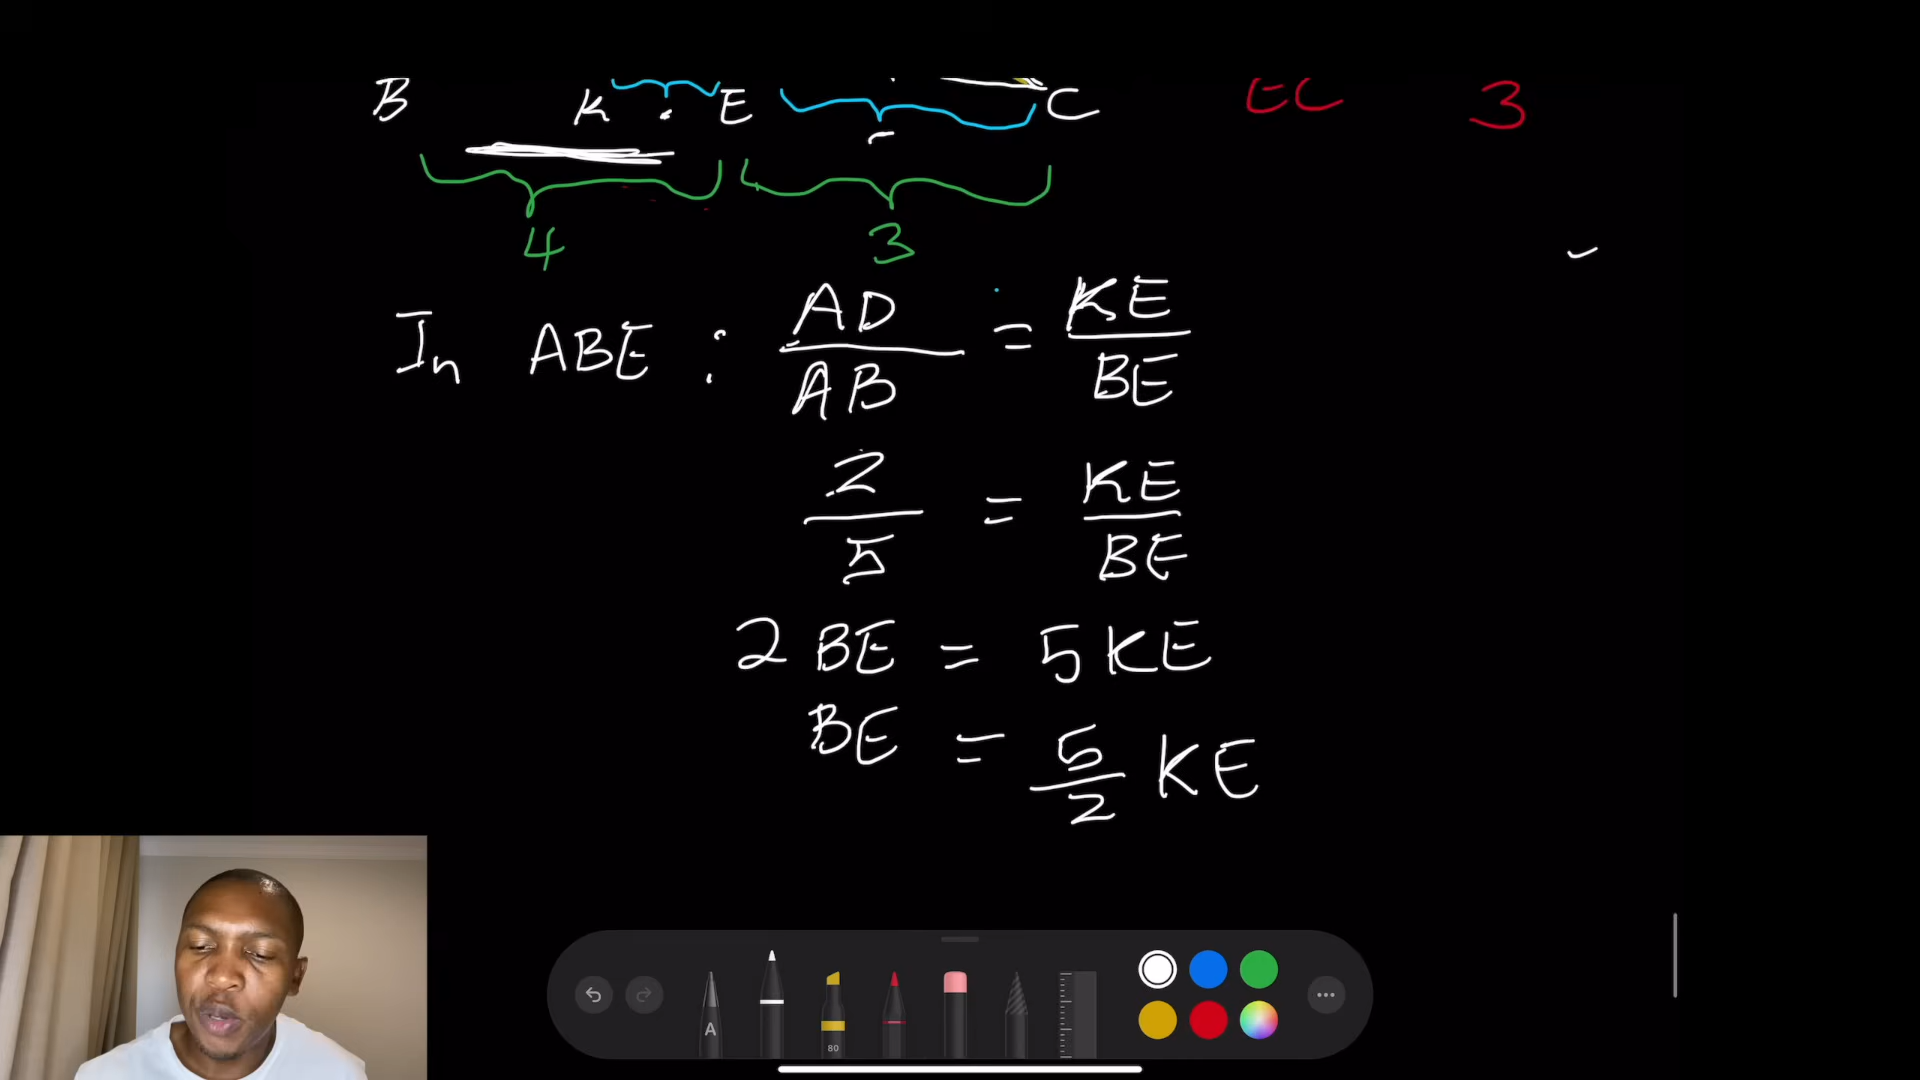 B K E C EC 3
4 3
In ABE : AD/AB = KE/BE
2/5 = KE/BE
2 BE = 5 KE
BE = 5/2 KE
A
80